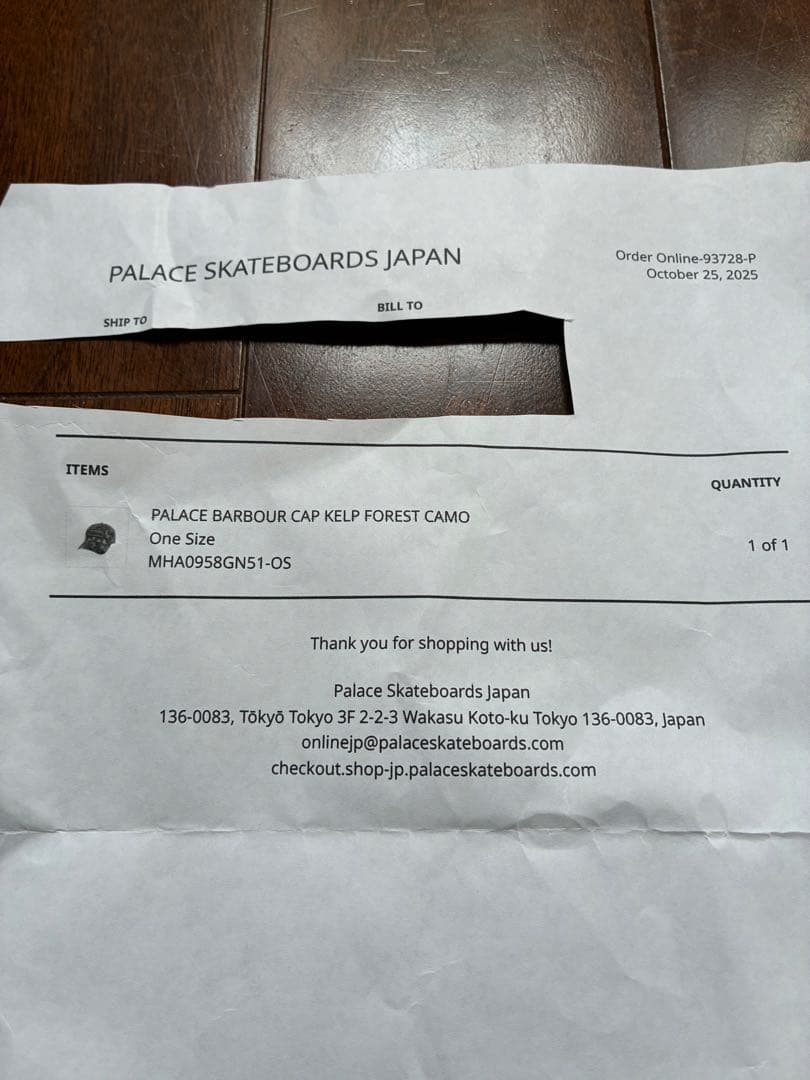 PALACE SKATEBOARDS JAPAN
Order Online-93728-P
October 25, 2025
SHIP TO
BILL TO
ITEMS
QUANTITY
PALACE BARBOUR CAP KELP FOREST CAMO
One Size
MHA0958GN51-OS
1 of 1
Thank you for shopping with us!
Palace Skateboards Japan
136-0083, Tōkyō Tokyo 3F 2-2-3 Wakasu Koto-ku Tokyo 136-0083, Japan
onlinejp@palaceskateboards.com
checkout.shop-jp.palaceskateboards.com